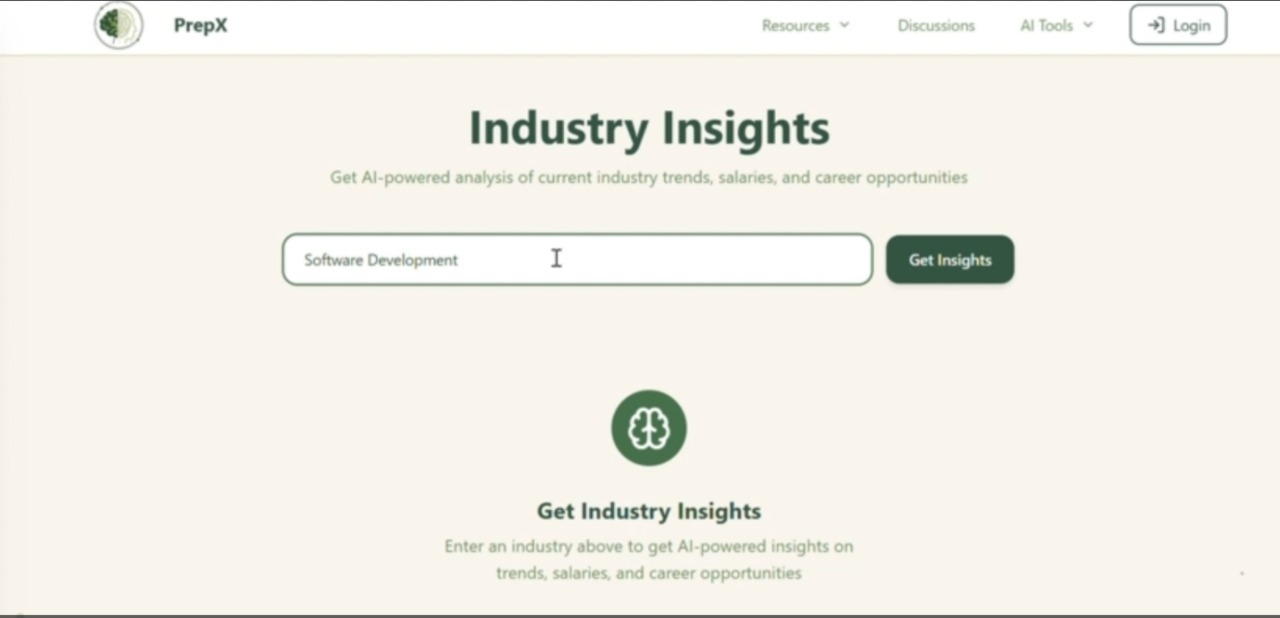 PrepX
Resources
Discussions
AI Tools
Login
Industry Insights
Get AI-powered analysis of current industry trends, salaries, and career opportunities
Software Development
Get Insights
Get Industry Insights
Enter an industry above to get AI-powered insights on
trends, salaries, and career opportunities